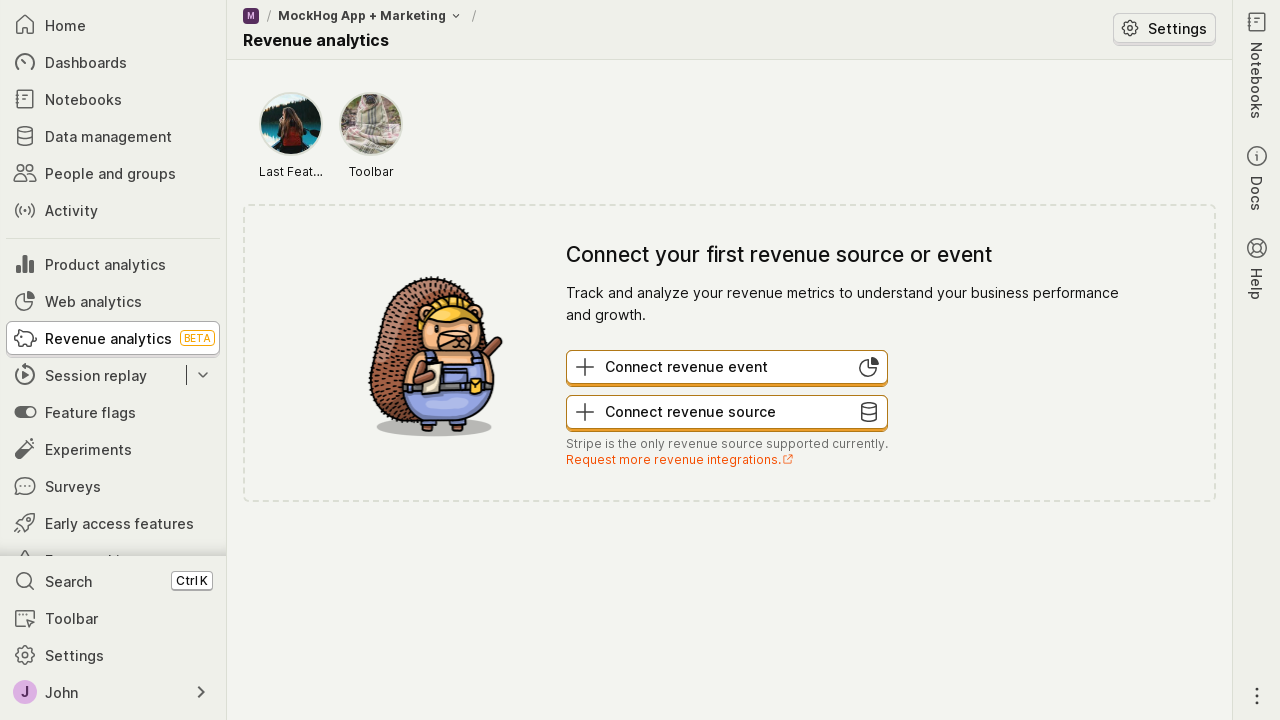 Home
Dashboards
Notebooks
Data management
People and groups
Activity
Product analytics
Web analytics
Revenue analytics BETA
Session replay
Feature flags
Experiments
Surveys
Early access features
Search Ctrl K
Toolbar
Settings
J John
M / MockHog App + Marketing /
Revenue analytics
Settings
Last Feat...
Toolbar
Connect your first revenue source or event
Track and analyze your revenue metrics to understand your business performance
and growth.
Connect revenue event
Connect revenue source
Stripe is the only revenue source supported currently.
Request more revenue integrations.
Notebooks
Docs
Help